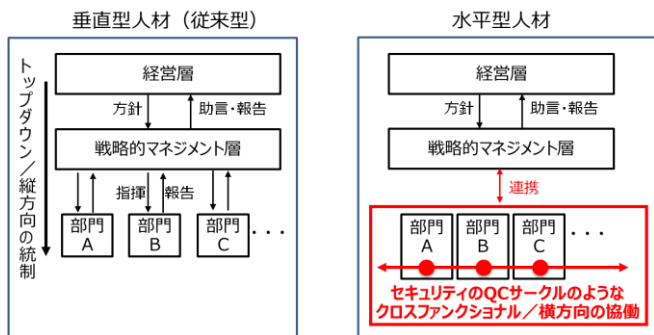 垂直型人材（従来型）
トップダウン／縦方向の統制
経営層
方針
助言・報告
戦略的マネジメント層
指揮
報告
部門
A
部門
B
部門
C
・・・
水平型人材
経営層
方針
助言・報告
戦略的マネジメント層
連携
部門
A
部門
B
部門
C
・・・
セキュリティのQCサークルのような
クロスファンクショナル／横方向の協働